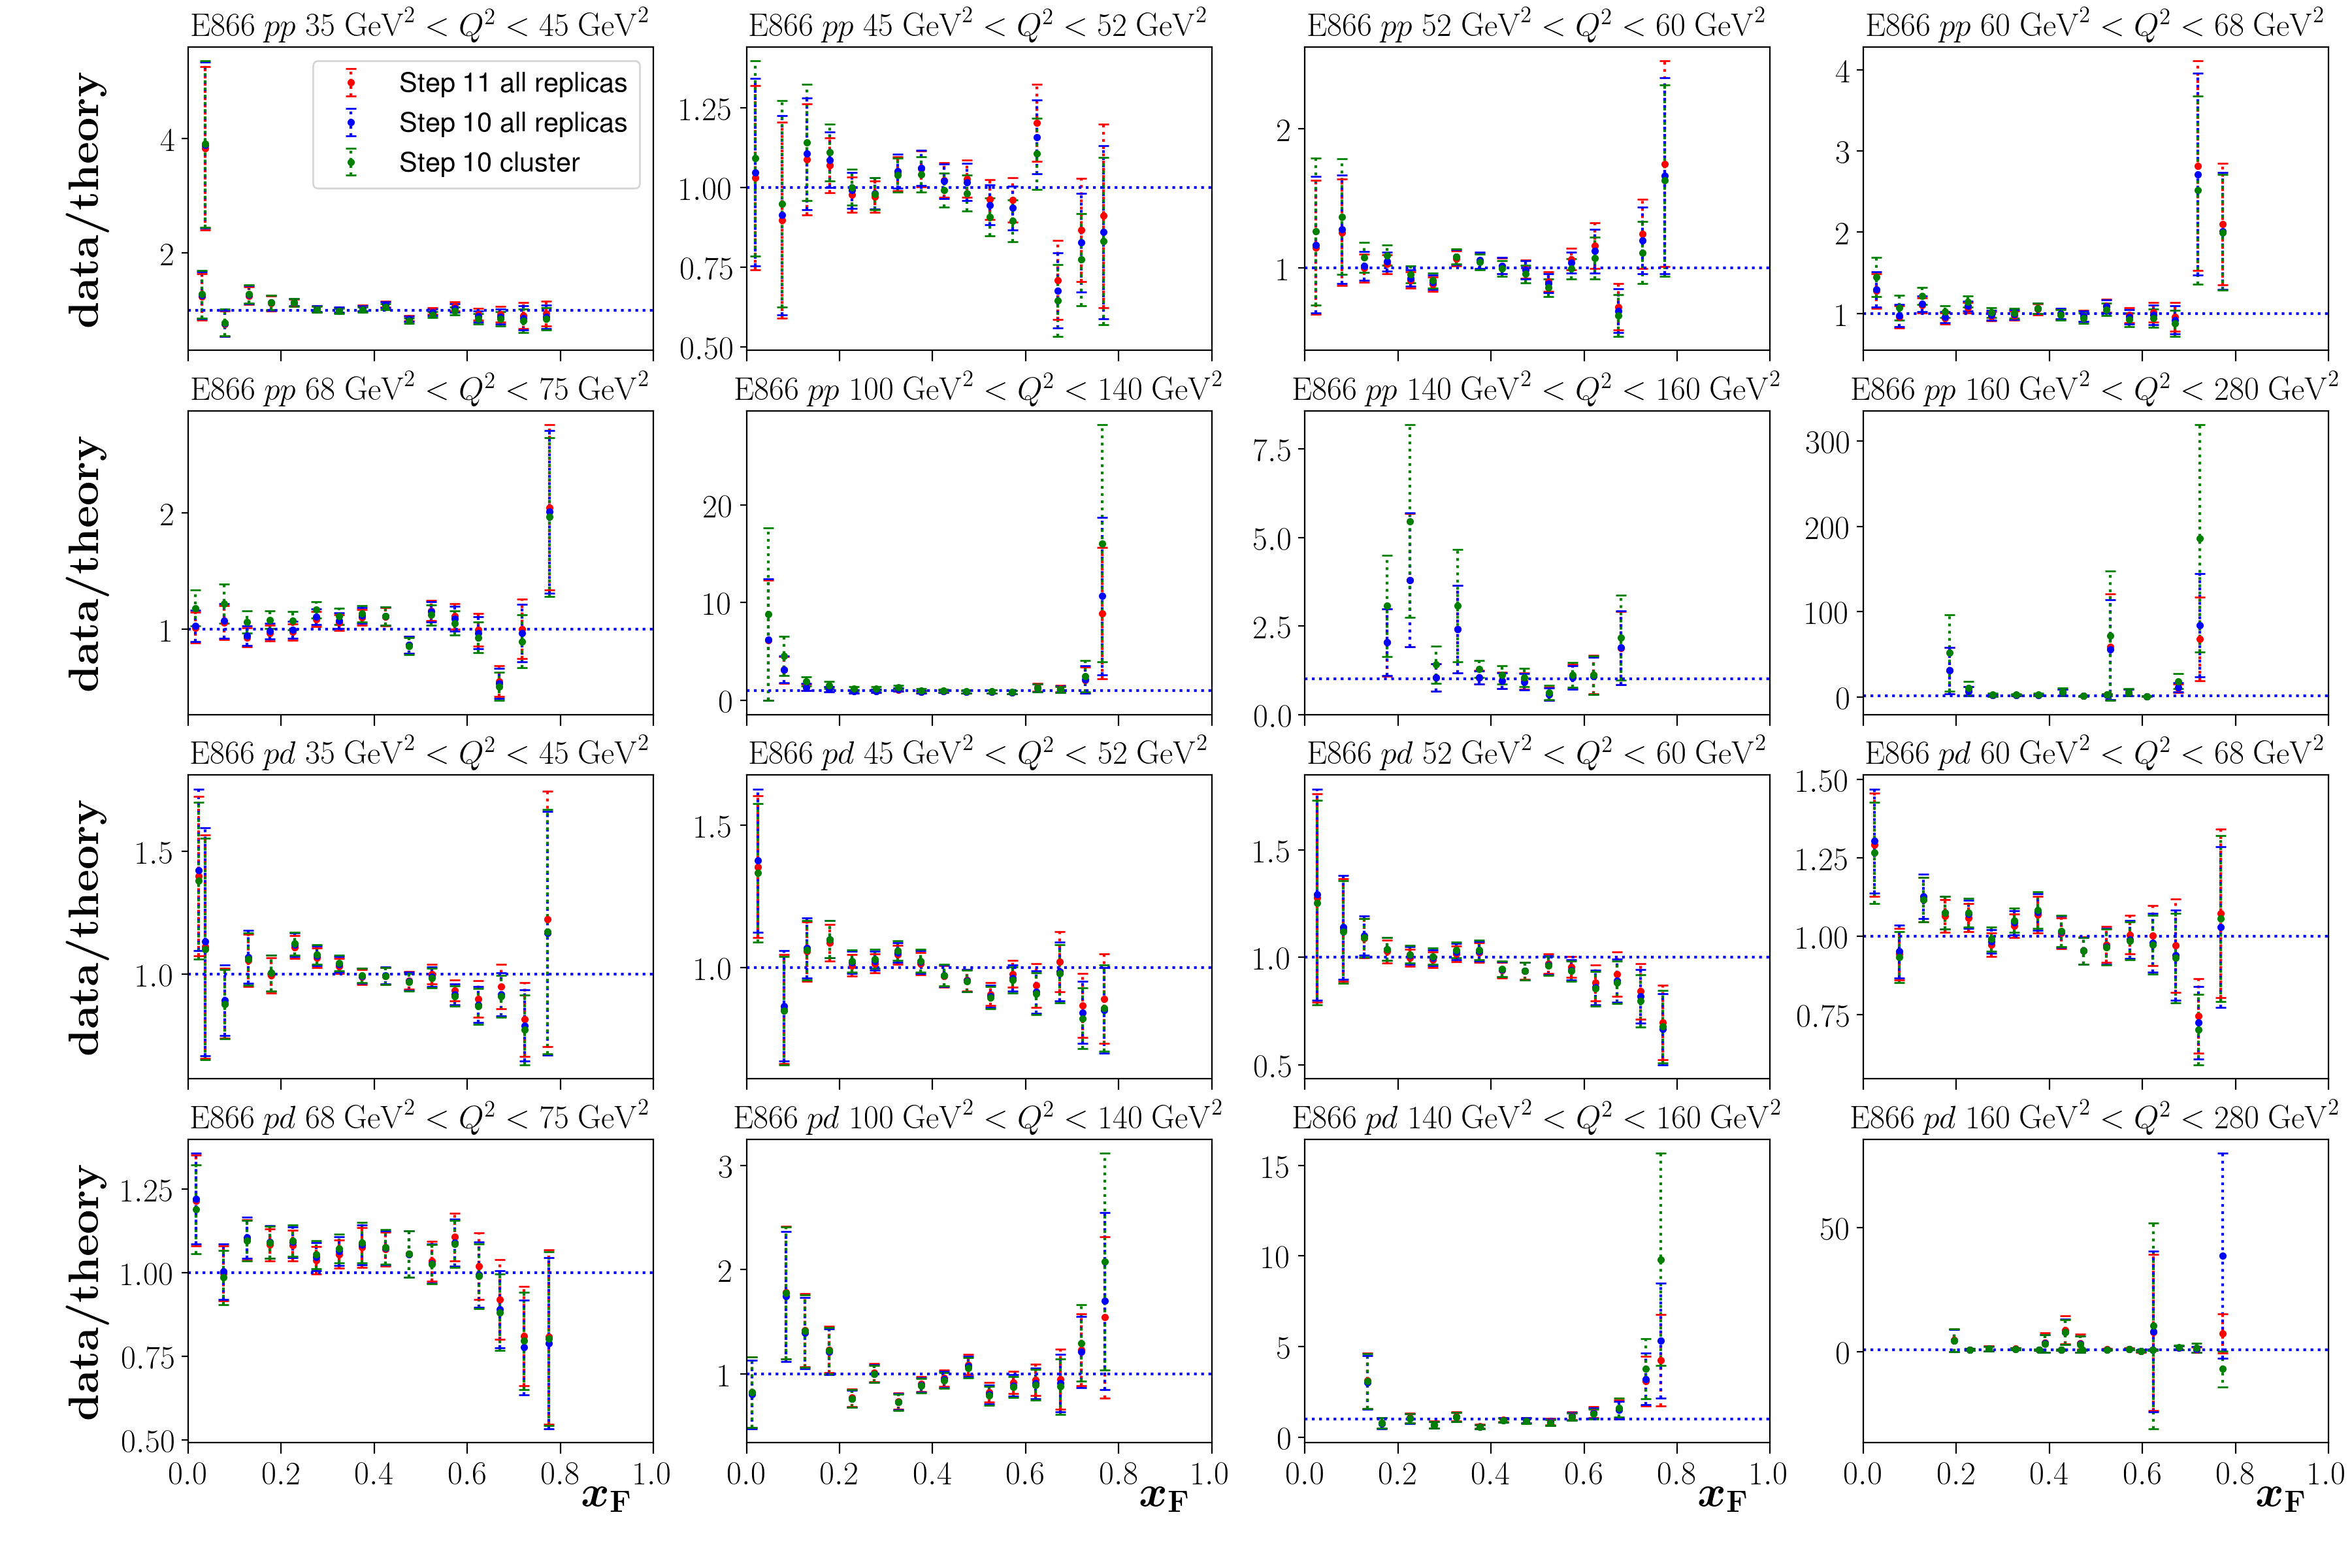 E866 pp 35 GeV² < Q² < 45 GeV²
E866 pp 45 GeV² < Q² < 52 GeV²
E866 pp 52 GeV² < Q² < 60 GeV²
E866 pp 60 GeV² < Q² < 68 GeV²
data/theory
4
2
Step 11 all replicas
Step 10 all replicas
Step 10 cluster
1.25
1.00
0.75
0.50
2
1
4
3
2
1
E866 pp 68 GeV² < Q² < 75 GeV²
E866 pp 100 GeV² < Q² < 140 GeV²
E866 pp 140 GeV² < Q² < 160 GeV²
E866 pp 160 GeV² < Q² < 280 GeV²
data/theory
2
1
20
10
0
7.5
5.0
2.5
0.0
300
200
100
0
E866 pd 35 GeV² < Q² < 45 GeV²
E866 pd 45 GeV² < Q² < 52 GeV²
E866 pd 52 GeV² < Q² < 60 GeV²
E866 pd 60 GeV² < Q² < 68 GeV²
data/theory
1.5
1.0
1.5
1.0
1.5
1.0
0.5
1.50
1.25
1.00
0.75
E866 pd 68 GeV² < Q² < 75 GeV²
E866 pd 100 GeV² < Q² < 140 GeV²
E866 pd 140 GeV² < Q² < 160 GeV²
E866 pd 160 GeV² < Q² < 280 GeV²
data/theory
1.25
1.00
0.75
0.50
3
2
1
15
10
5
0
50
0
0.0 0.2 0.4 0.6 0.8 1.0
0.0 0.2 0.4 0.6 0.8 1.0
0.0 0.2 0.4 0.6 0.8 1.0
0.0 0.2 0.4 0.6 0.8 1.0
x_F
x_F
x_F
x_F